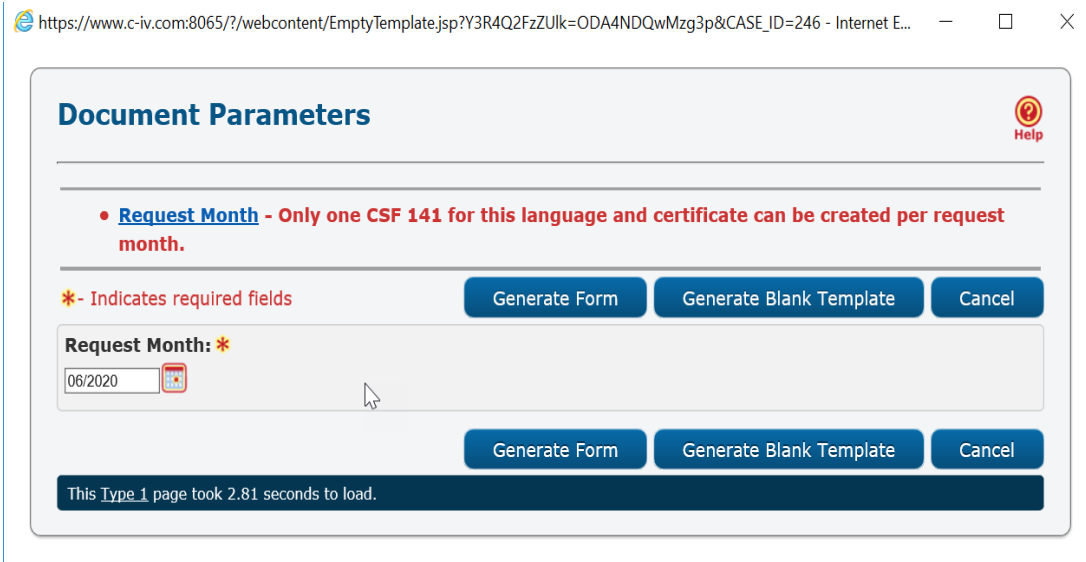 https://www.c-iv.com:8065/?/webcontent/EmptyTemplate.jsp?Y3R4Q2FzZUlk=ODA4NDQwMzg3p&CASE_ID=246 - Internet E...
Document Parameters
Help
Request Month - Only one CSF 141 for this language and certificate can be created per request
month.
*- Indicates required fields
Generate Form Generate Blank Template Cancel
Request Month: *
06/2020
Generate Form Generate Blank Template Cancel
This Type 1 page took 2.81 seconds to load.